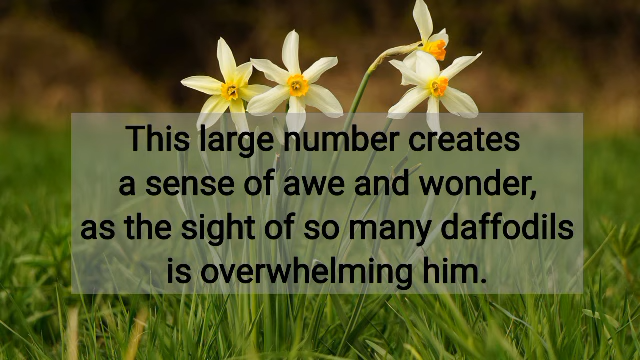 This large number creates
a sense of awe and wonder,
as the sight of so many daffodils
is overwhelming him.